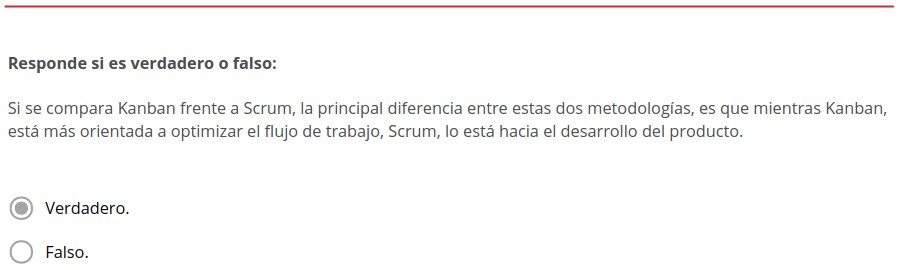 Responde si es verdadero o falso:
Si se compara Kanban frente a Scrum, la principal diferencia entre estas dos metodologías, es que mientras Kanban,
está más orientada a optimizar el flujo de trabajo, Scrum, lo está hacia el desarrollo del producto.
Verdadero.
Falso.